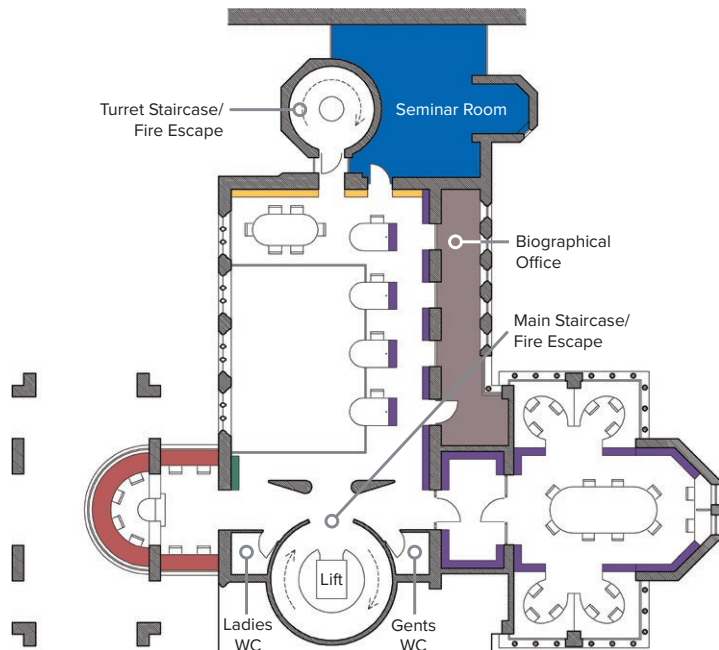 Turret Staircase/
Fire Escape
Seminar Room
Biographical
Office
Main Staircase/
Fire Escape
Lift
Ladies
WC
Gents
WC